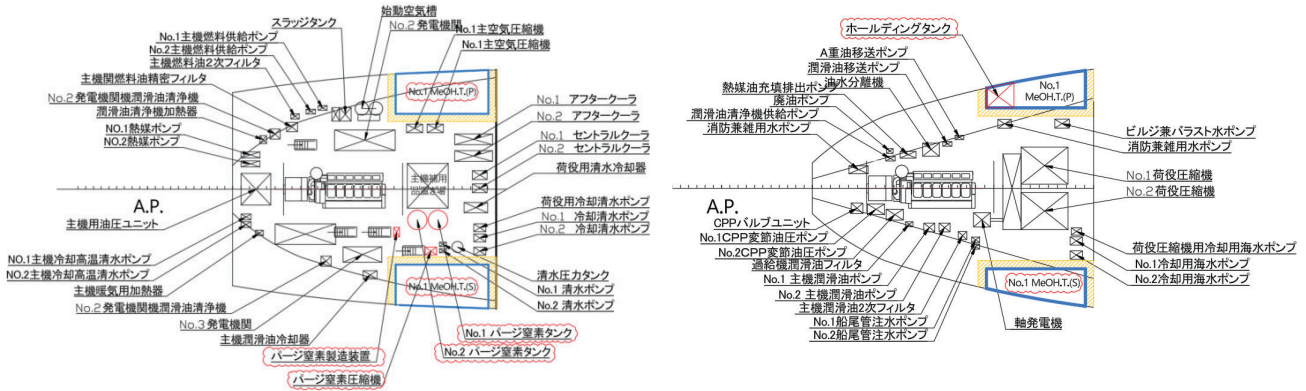 始動空気槽
No.2 発電機関
スラッジタンク
No.1主空気圧縮機
No.1主空気圧縮機
No.1主機燃料供給ポンプ
No.2主機燃料供給ポンプ
主機燃料油2次フィルタ
主機関燃料油精密フィルタ
No.2 発電機関機潤滑油清浄機
潤滑油清浄機加熱器
NO.1熱媒ポンプ
NO.2熱媒ポンプ
No.1 MeOH.T.(P)
No.1 アフタークーラ
No.2 アフタークーラ
No.1 セントラルクーラ
No.2 セントラルクーラ
荷役用清水冷却器
主機補用
品置き場
A.P.
主機用油圧ユニット
荷役用冷却清水ポンプ
No.1 冷却清水ポンプ
No.2 冷却清水ポンプ
NO.1主機冷却高温清水ポンプ
NO.2主機冷却高温清水ポンプ
主機暖気用加熱器
No.2 発電機関機潤滑油清浄機
No.3 発電機関
主機潤滑油冷却器
No.1 MeOH.T.(S)
清水圧力タンク
No.1 清水ポンプ
No.2 清水ポンプ
No.1 パージ窒素タンク
No.2 パージ窒素タンク
パージ窒素製造装置
パージ窒素圧縮機
ホールディングタンク
A重油移送ポンプ
潤滑油移送ポンプ
油水分離機
熱媒油充填排出ポンプ
廃油ポンプ
潤滑油清浄機供給ポンプ
消防兼雑用水ポンプ
No.1
MeOH.T.(P)
ビルジ兼バラスト水ポンプ
消防兼雑用水ポンプ
No.1荷役圧縮機
No.2 荷役圧縮機
A.P.
CPPバルブユニット
No.1CPP変節油圧ポンプ
No.2CPP変節油圧ポンプ
過給機潤滑油フィルタ
No.1 主機潤滑油ポンプ
No.2 主機潤滑油ポンプ
主機潤滑油2次フィルタ
No.1船尾管注水ポンプ
No.2船尾管注水ポンプ
No.1 MeOH.T.(S)
軸発電機
荷役圧縮機用冷却用海水ポンプ
No.1冷却用海水ポンプ
No.2冷却用海水ポンプ